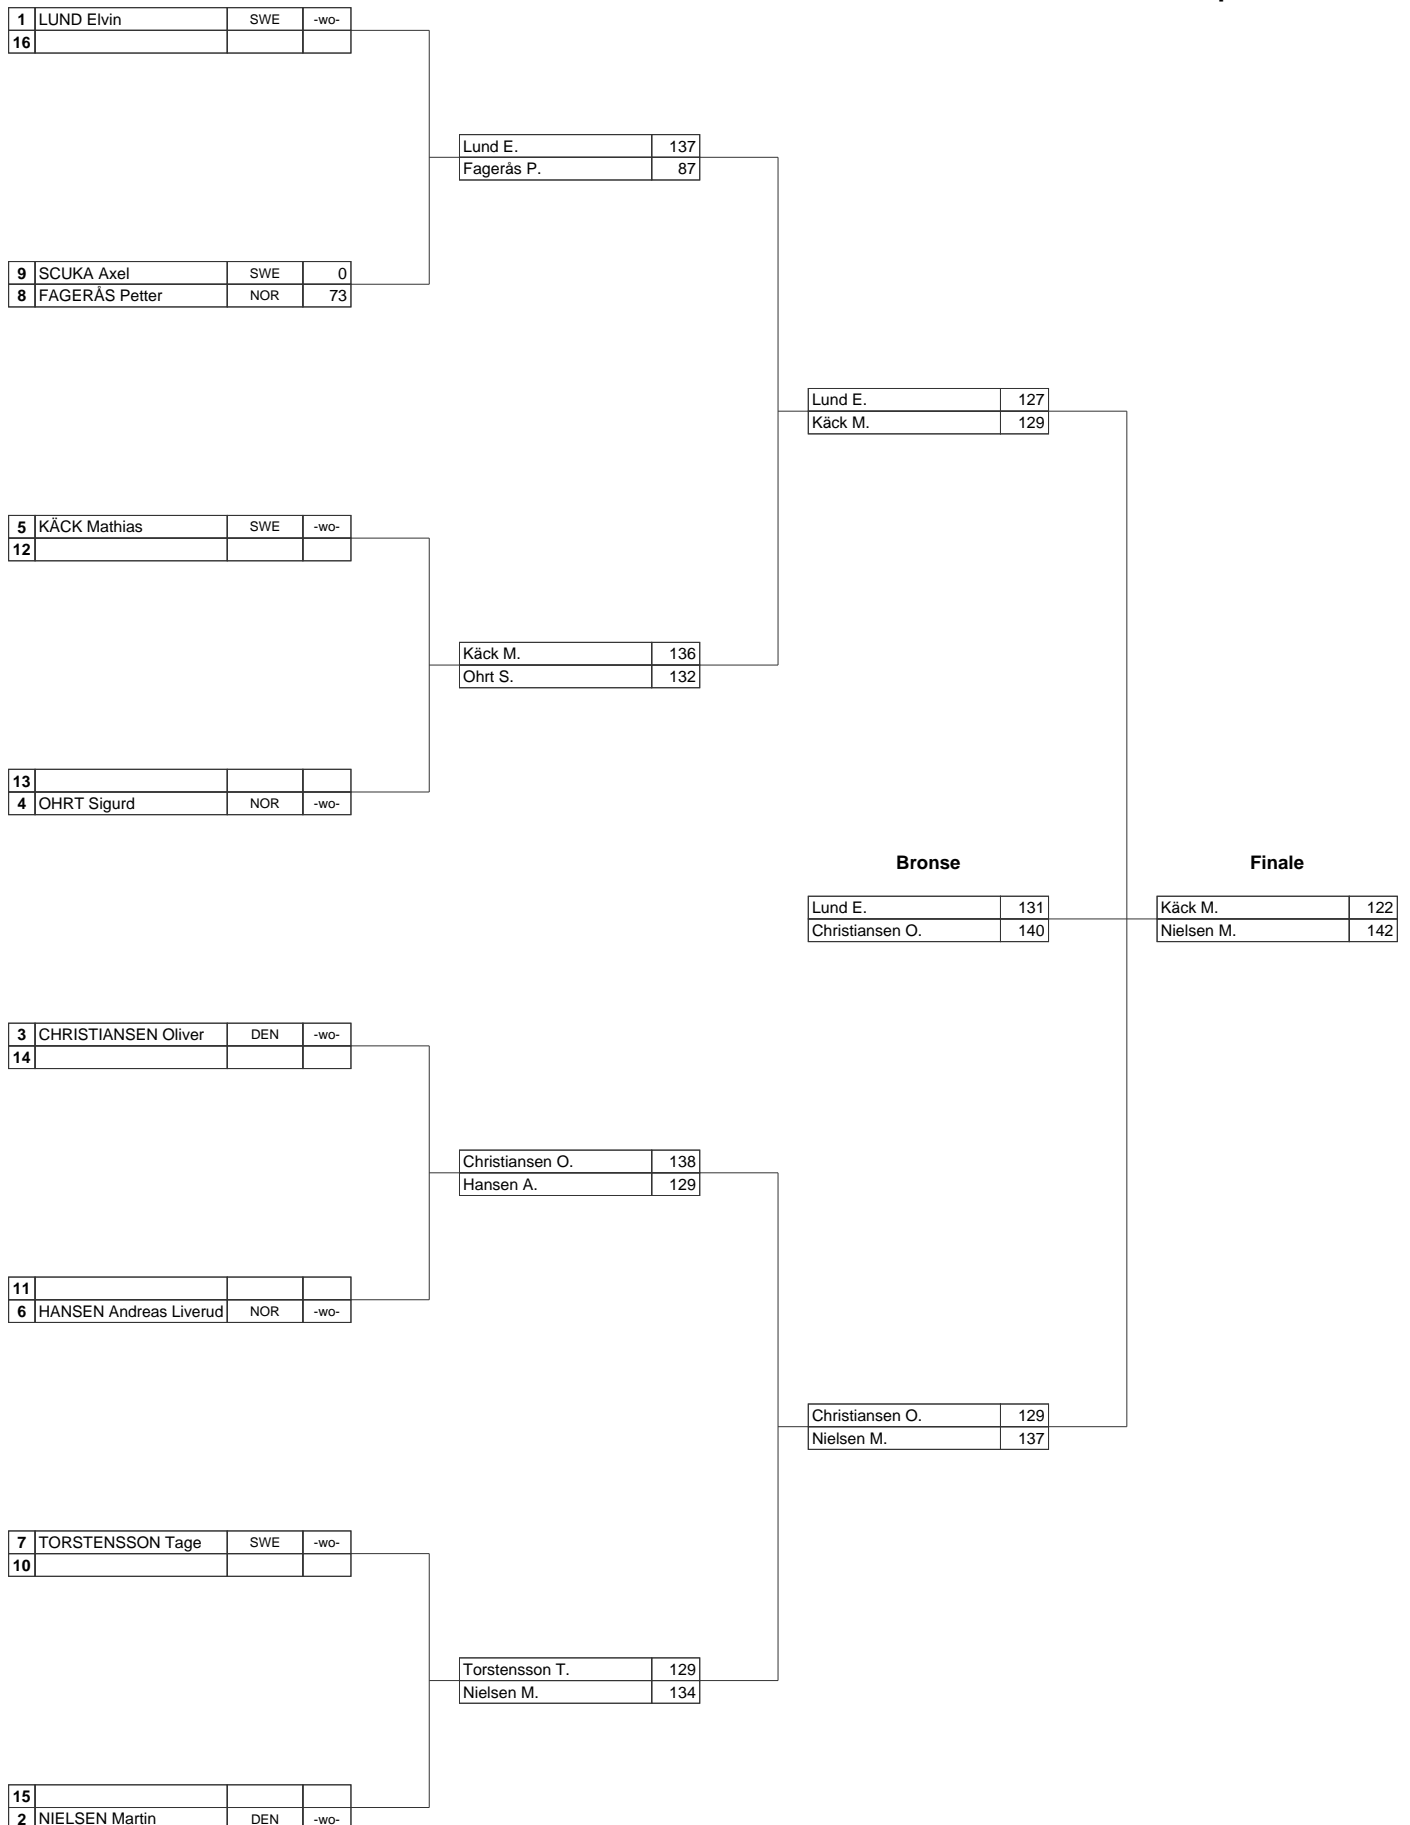 1 LUND Elvin SWE -wo-
16
Lund E. 137
Fagerås P. 87
9 SCUKA Axel SWE 0
8 FAGERÅS Petter NOR 73
Lund E. 127
Käck M. 129
5 KÄCK Mathias SWE -wo-
12
Käck M. 136
Ohrt S. 132
13
4 OHRT Sigurd NOR -wo-
Bronse Finale
Lund E. 131 Käck M. 122
Christiansen O. 140 Nielsen M. 142
3 CHRISTIANSEN Oliver DEN -wo-
14
Christiansen O. 138
Hansen A. 129
11
6 HANSEN Andreas Liverud NOR -wo-
Christiansen O. 129
Nielsen M. 137
7 TORSTENSSON Tage SWE -wo-
10
Torstensson T. 129
Nielsen M. 134
15
2 NIELSEN Martin DEN -wo-